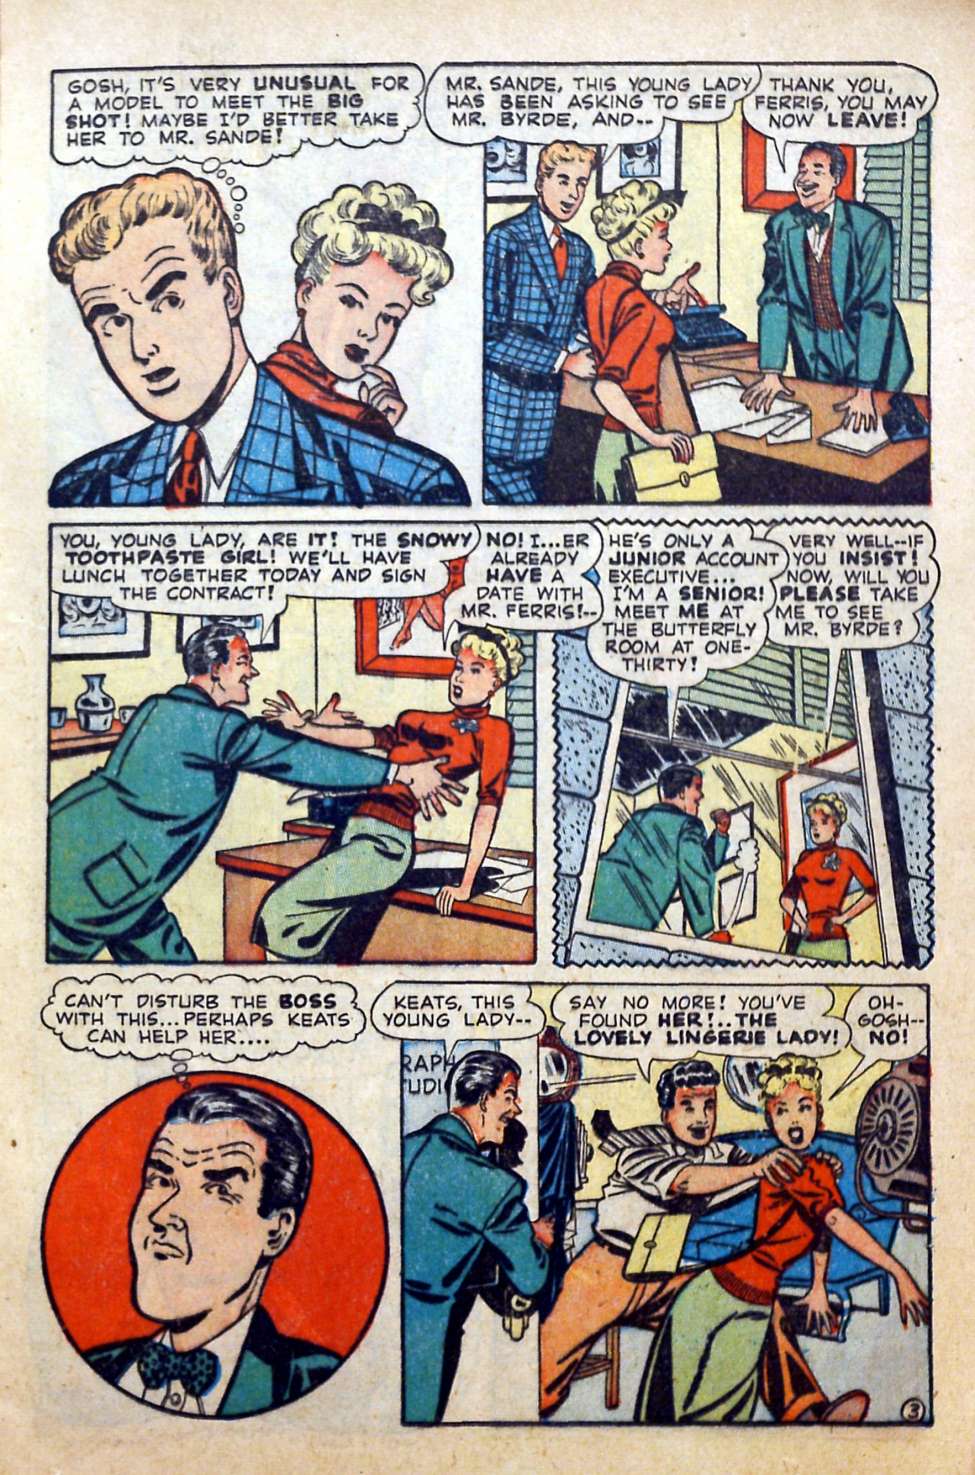 GOSH, IT'S VERY UNUSUAL FOR
A MODEL TO MEET THE BIG
SHOT! MAYBE I'D BETTER TAKE
HER TO MR. SANDE!
MR. SANDE, THIS YOUNG LADY
HAS BEEN ASKING TO SEE
MR. BYRDE, AND--
THANK YOU,
FERRIS, YOU MAY
NOW LEAVE!
YOU, YOUNG LADY, ARE IT! THE SNOWY
TOOTHPASTE GIRL! WE'LL HAVE
LUNCH TOGETHER TODAY AND SIGN
THE CONTRACT!
NO! I...ER
ALREADY
HAVE A
DATE WITH
MR. FERRIS!--
HE'S ONLY A
JUNIOR ACCOUNT
EXECUTIVE...
I'M A SENIOR!
MEET ME AT
THE BUTTERFLY
ROOM AT ONE-
THIRTY!
VERY WELL--IF
YOU INSIST!
NOW, WILL YOU
PLEASE TAKE
ME TO SEE
MR. BYRDE?
CAN'T DISTURB THE BOSS
WITH THIS...PERHAPS KEATS
CAN HELP HER....
KEATS, THIS
YOUNG LADY--
RAPH
UDI
SAY NO MORE! YOU'VE
FOUND HER!..THE
LOVELY LINGERIE LADY!
OH-
GOSH--
NO!
3